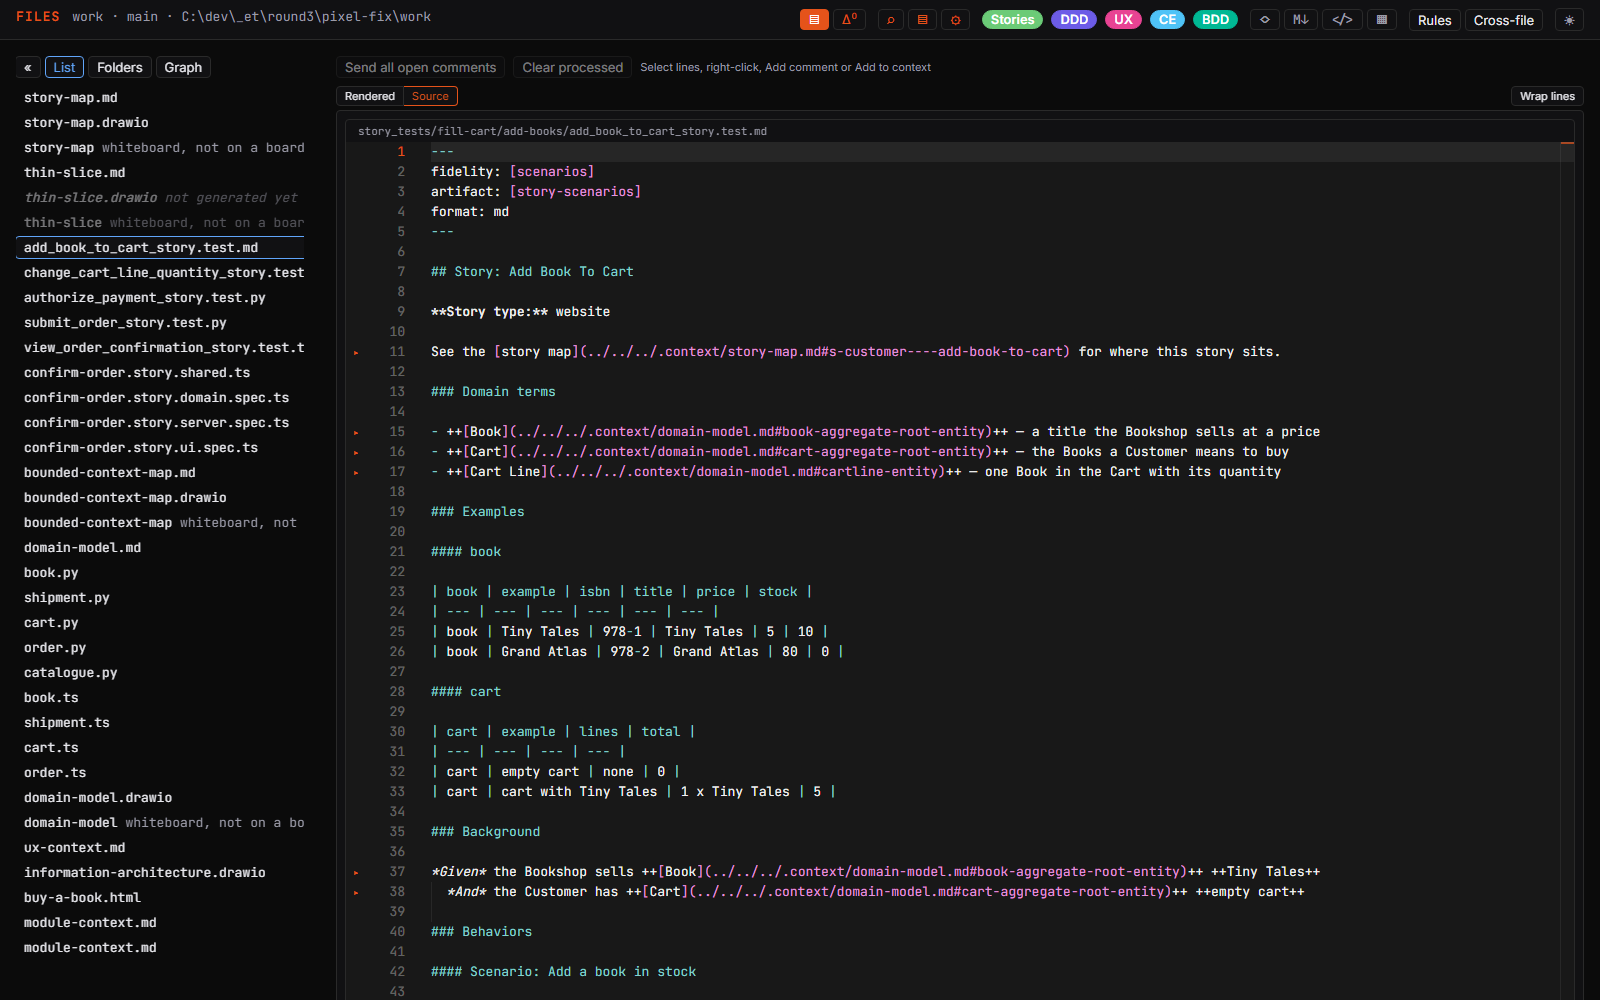 FILES work · main · C:\dev\_et\round3\pixel-fix\work
Stories DDD UX CE BDD M↓ </> Rules Cross-file
« List Folders Graph
Send all open comments Clear processed Select lines, right-click, Add comment or Add to context
Rendered Source Wrap lines
story-map.md
story-map.drawio
story-map whiteboard, not on a board
thin-slice.md
thin-slice.drawio not generated yet
thin-slice whiteboard, not on a boar
add_book_to_cart_story.test.md
change_cart_line_quantity_story.test
authorize_payment_story.test.py
submit_order_story.test.py
view_order_confirmation_story.test.t
confirm-order.story.shared.ts
confirm-order.story.domain.spec.ts
confirm-order.story.server.spec.ts
confirm-order.story.ui.spec.ts
bounded-context-map.md
bounded-context-map.drawio
bounded-context-map whiteboard, not
domain-model.md
book.py
shipment.py
cart.py
order.py
catalogue.py
book.ts
shipment.ts
cart.ts
order.ts
domain-model.drawio
domain-model whiteboard, not on a bo
ux-context.md
information-architecture.drawio
buy-a-book.html
module-context.md
module-context.md
story_tests/fill-cart/add-books/add_book_to_cart_story.test.md
1 ---
2 fidelity: [scenarios]
3 artifact: [story-scenarios]
4 format: md
5 ---
6
7 ## Story: Add Book To Cart
8
9 **Story type:** website
10
11 See the [story map](../../../.context/story-map.md#s-customer----add-book-to-cart) for where this story sits.
12
13 ### Domain terms
14
15 - ++[Book](../../../.context/domain-model.md#book-aggregate-root-entity)++ — a title the Bookshop sells at a price
16 - ++[Cart](../../../.context/domain-model.md#cart-aggregate-root-entity)++ — the Books a Customer means to buy
17 - ++[Cart Line](../../../.context/domain-model.md#cartline-entity)++ — one Book in the Cart with its quantity
18
19 ### Examples
20
21 #### book
22
23 | book | example | isbn | title | price | stock |
24 | --- | --- | --- | --- | --- | --- |
25 | book | Tiny Tales | 978-1 | Tiny Tales | 5 | 10 |
26 | book | Grand Atlas | 978-2 | Grand Atlas | 80 | 0 |
27
28 #### cart
29
30 | cart | example | lines | total |
31 | --- | --- | --- | --- |
32 | cart | empty cart | none | 0 |
33 | cart | cart with Tiny Tales | 1 x Tiny Tales | 5 |
34
35 ### Background
36
37 *Given* the Bookshop sells ++[Book](../../../.context/domain-model.md#book-aggregate-root-entity)++ ++Tiny Tales++
38 *And* the Customer has ++[Cart](../../../.context/domain-model.md#cart-aggregate-root-entity)++ ++empty cart++
39
40 ### Behaviors
41
42 #### Scenario: Add a book in stock
43